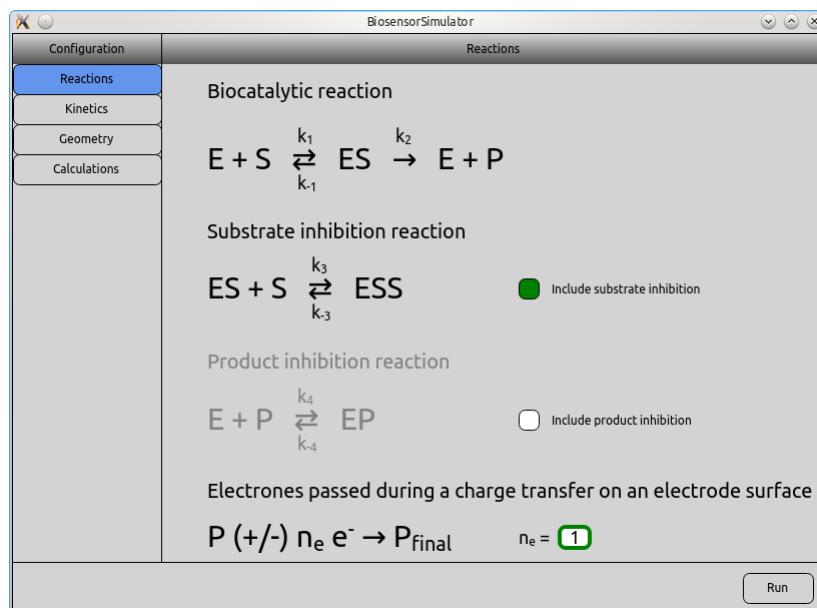 BiosensorSimulator
Configuration
Reactions
Reactions
Kinetics
Geometry
Calculations
Biocatalytic reaction
k₁
E + S ⇄ ES → E + P
k₂
k₋₁
Substrate inhibition reaction
k₃
ES + S ⇄ ESS
k₋₃
Include substrate inhibition
Product inhibition reaction
k₄
E + P ⇄ EP
k₋₄
Include product inhibition
Electrones passed during a charge transfer on an electrode surface
P (+/-) nₑ e⁻ → P_final
nₑ = 1
Run